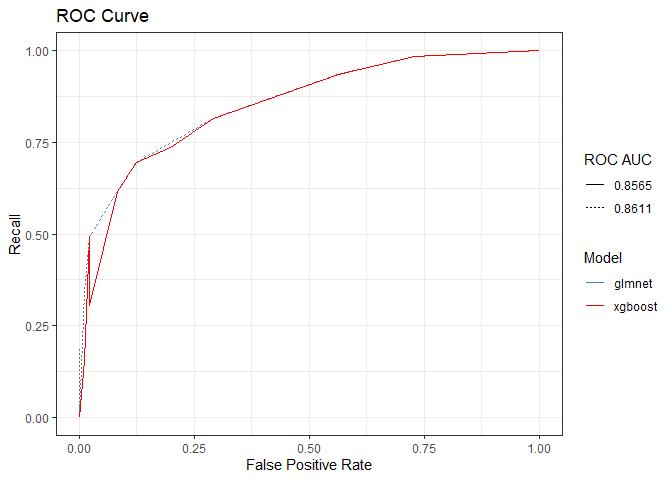 ROC Curve
1.00
0.75
0.50
0.25
0.00
Recall
0.00
0.25
0.50
0.75
1.00
False Positive Rate
ROC AUC
0.8565
0.8611
Model
glmnet
xgboost